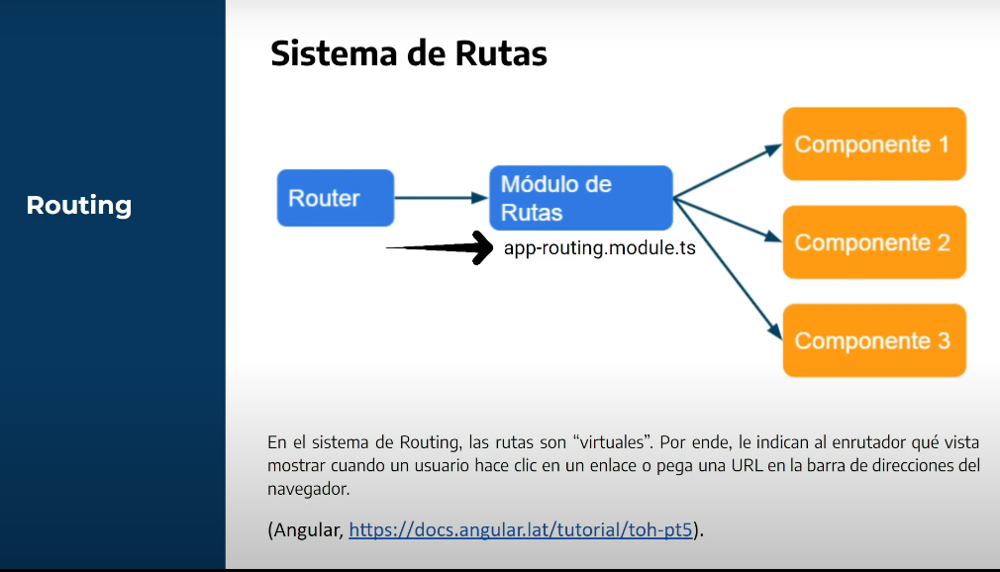 Sistema de Rutas
Routing
Router
Módulo de
Rutas
app-routing.module.ts
Componente 1
Componente 2
Componente 3
En el sistema de Routing, las rutas son “virtuales”. Por ende, le indican al enrutador qué vista
mostrar cuando un usuario hace clic en un enlace o pega una URL en la barra de direcciones del
navegador.
(Angular, https://docs.angular.lat/tutorial/toh-pt5).